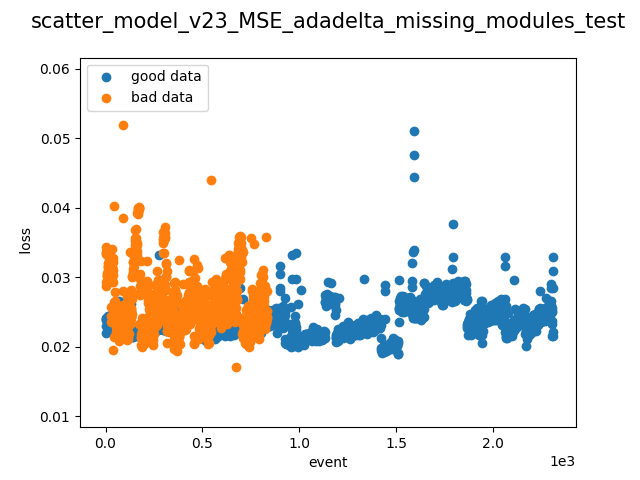 scatter_model_v23_MSE_adadelta_missing_modules_test
good data
bad data
0.06
0.05
0.04
0.03
0.02
0.01
loss
0.0
0.5
1.0
1.5
2.0
1e3
event